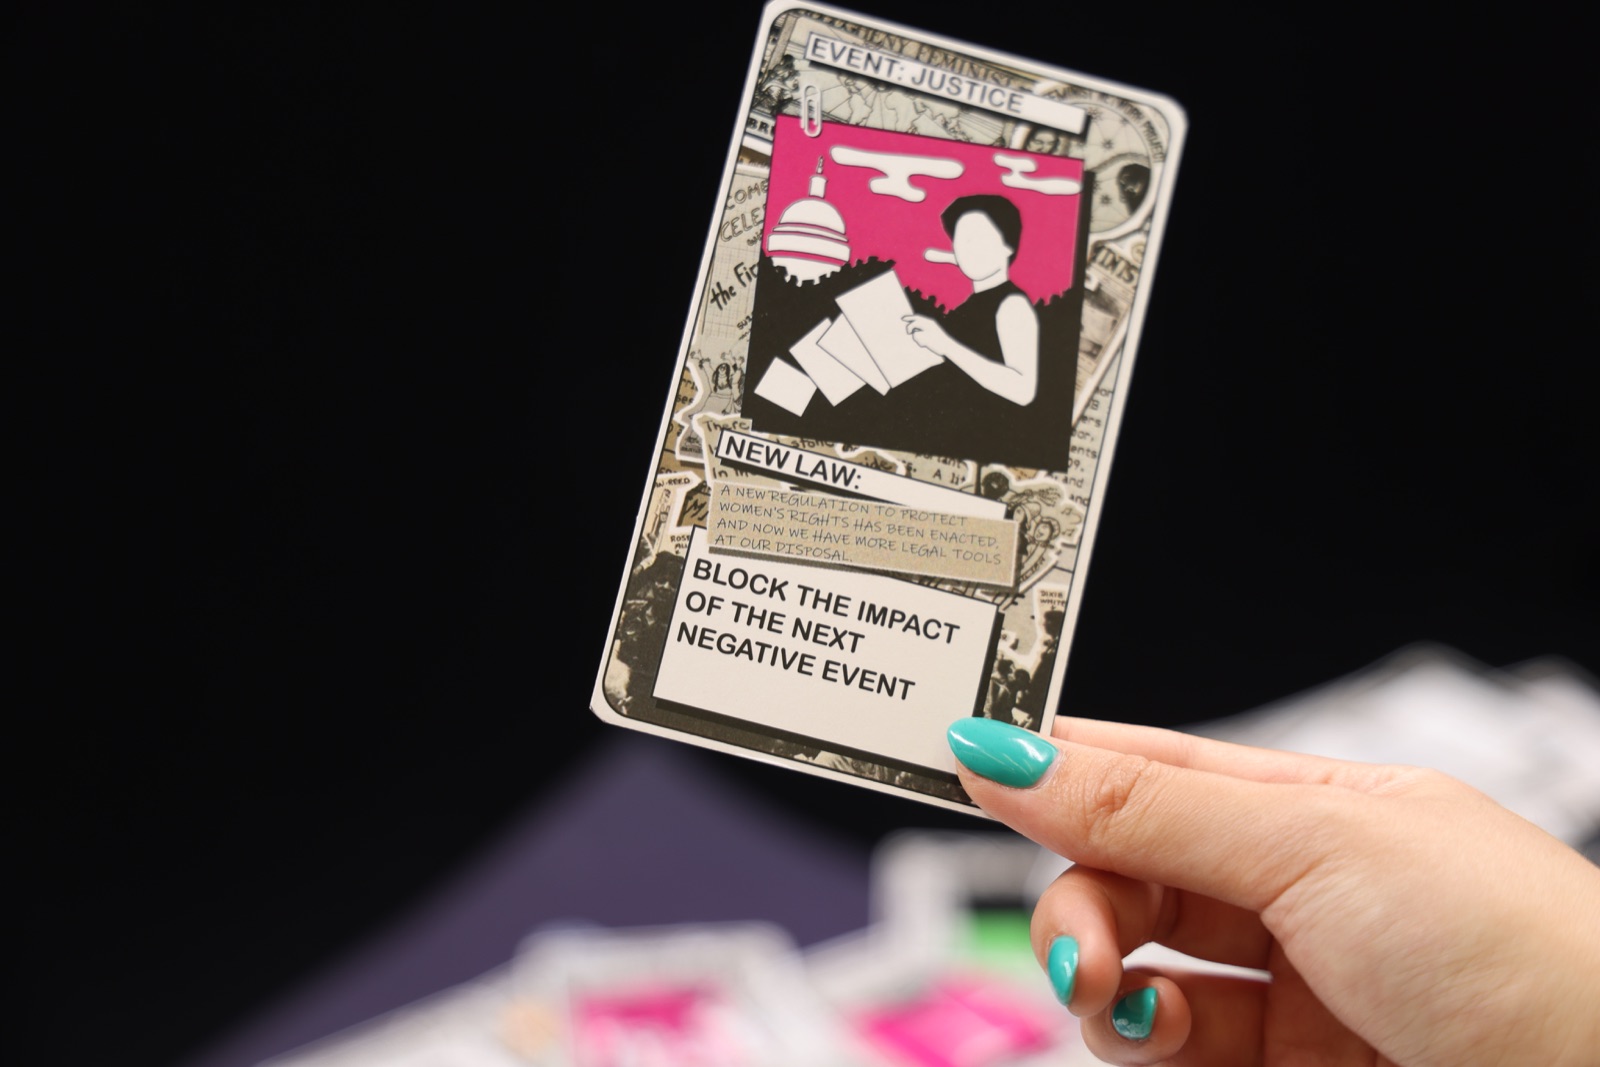 EVENT: JUSTICE
NEW LAW:
A NEW REGULATION TO PROTECT
WOMEN'S RIGHTS HAS BEEN ENACTED,
AND NOW WE HAVE MORE LEGAL TOOLS
AT OUR DISPOSAL.
BLOCK THE IMPACT
OF THE NEXT
NEGATIVE EVENT